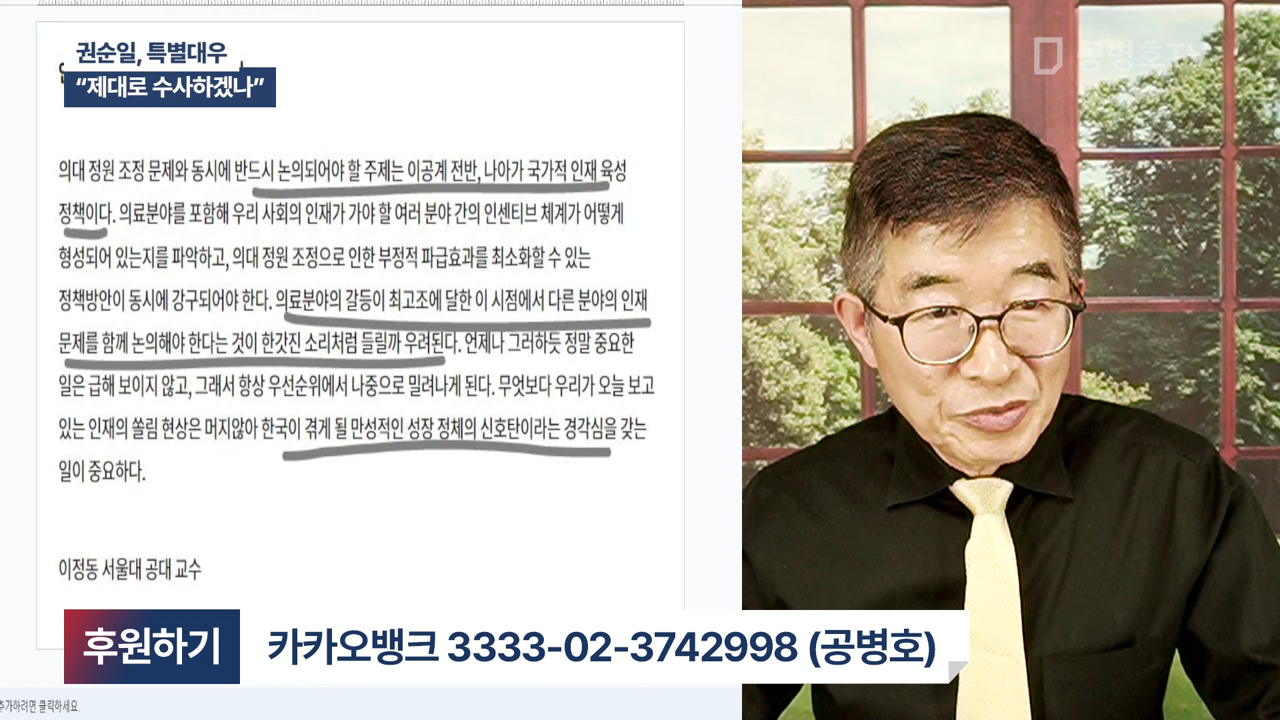 권순일, 특별대우
“제대로 수사하겠나”
공병호TV
의대 정원 조정 문제와 동시에 반드시 논의되어야 할 주제는 이공계 전반, 나아가 국가적 인재 육성
정책이다. 의료분야를 포함해 우리 사회의 인재가 가야 할 여러 분야 간의 인센티브 체계가 어떻게
형성되어 있는지를 파악하고, 의대 정원 조정으로 인한 부정적 파급효과를 최소화할 수 있는
정책방안이 동시에 강구되어야 한다. 의료분야의 갈등이 최고조에 달한 이 시점에서 다른 분야의 인재
문제를 함께 논의해야 한다는 것이 한갓진 소리처럼 들릴까 우려된다. 언제나 그러하듯 정말 중요한
일은 급해 보이지 않고, 그래서 항상 우선순위에서 나중으로 밀려나게 된다. 무엇보다 우리가 오늘 보고
있는 인재의 쏠림 현상은 머지않아 한국이 겪게 될 만성적인 성장 정체의 신호탄이라는 경각심을 갖는
일이 중요하다.
이정동 서울대 공대 교수
후원하기
카카오뱅크 3333-02-3742998 (공병호)
추가하려면 클릭하세요.